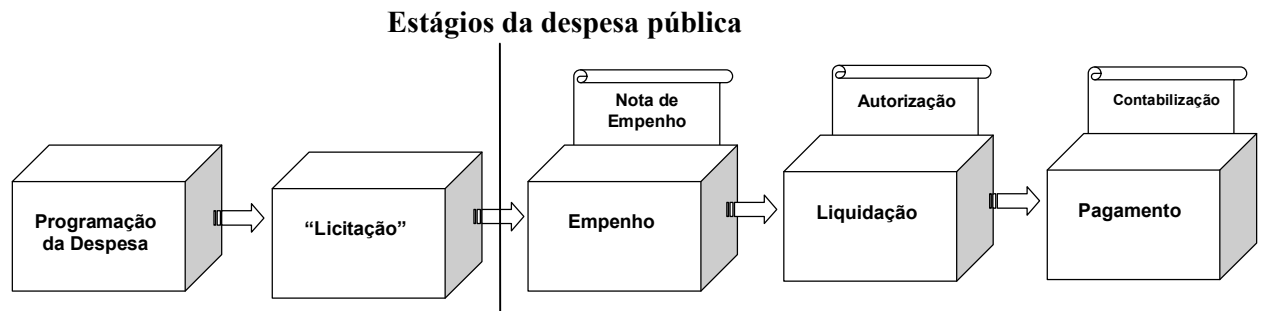 Estágios da despesa pública
Nota de
Empenho
Autorização
Contabilização
Programação
da Despesa
“Licitação”
Empenho
Liquidação
Pagamento